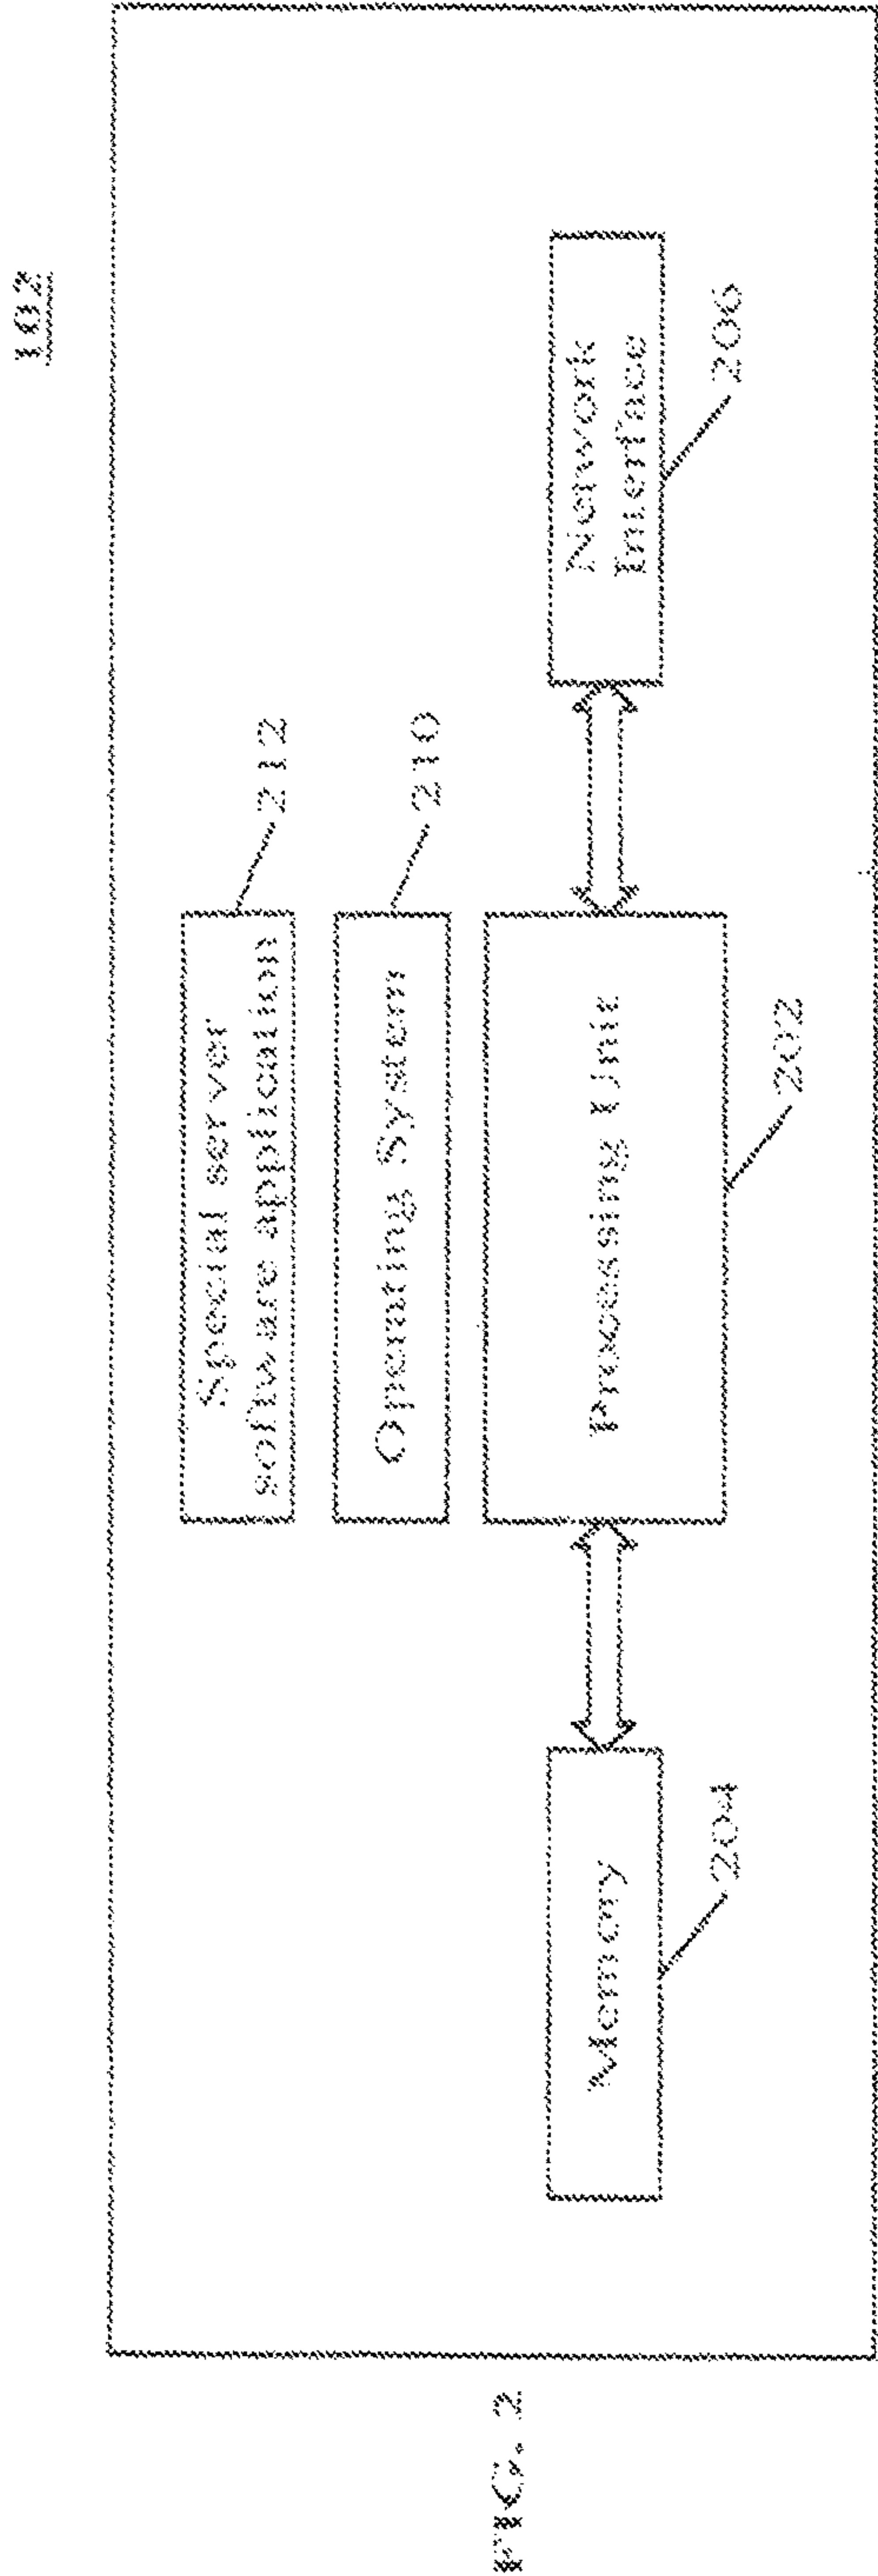 102
Special server
software application
212
Operating System
210
Memory
Processing Unit
Network
Interface
204
202
206
FIG. 2